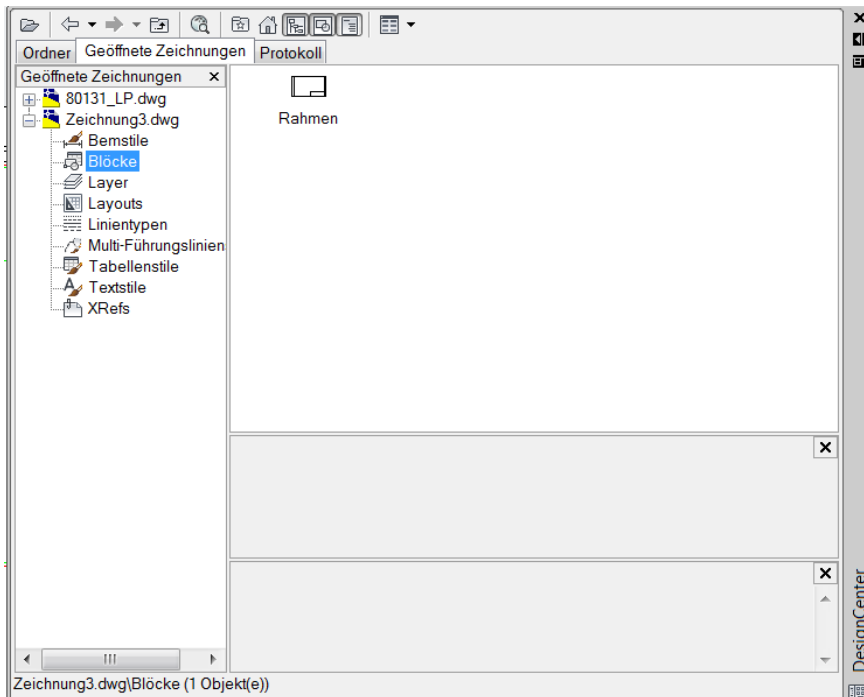 Ordner Geöffnete Zeichnungen Protokoll
Geöffnete Zeichnungen
80131_LP.dwg
Zeichnung3.dwg
Bemstile
Blöcke
Layer
Layouts
Linientypen
Multi-Führungslinien
Tabellenstile
Textstile
XRefs
Rahmen
Zeichnung3.dwg\Blöcke (1 Objekt(e))
DesignCenter